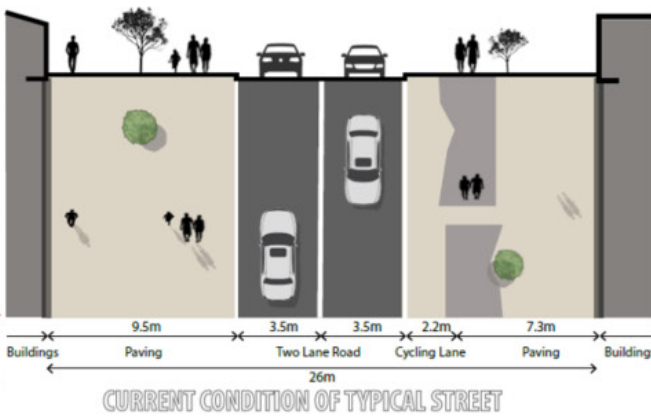 9.5m 3.5m 3.5m 2.2m 7.3m
Buildings Paving Two Lane Road Cycling Lane Paving Building
26m
CURRENT CONDITION OF TYPICAL STREET